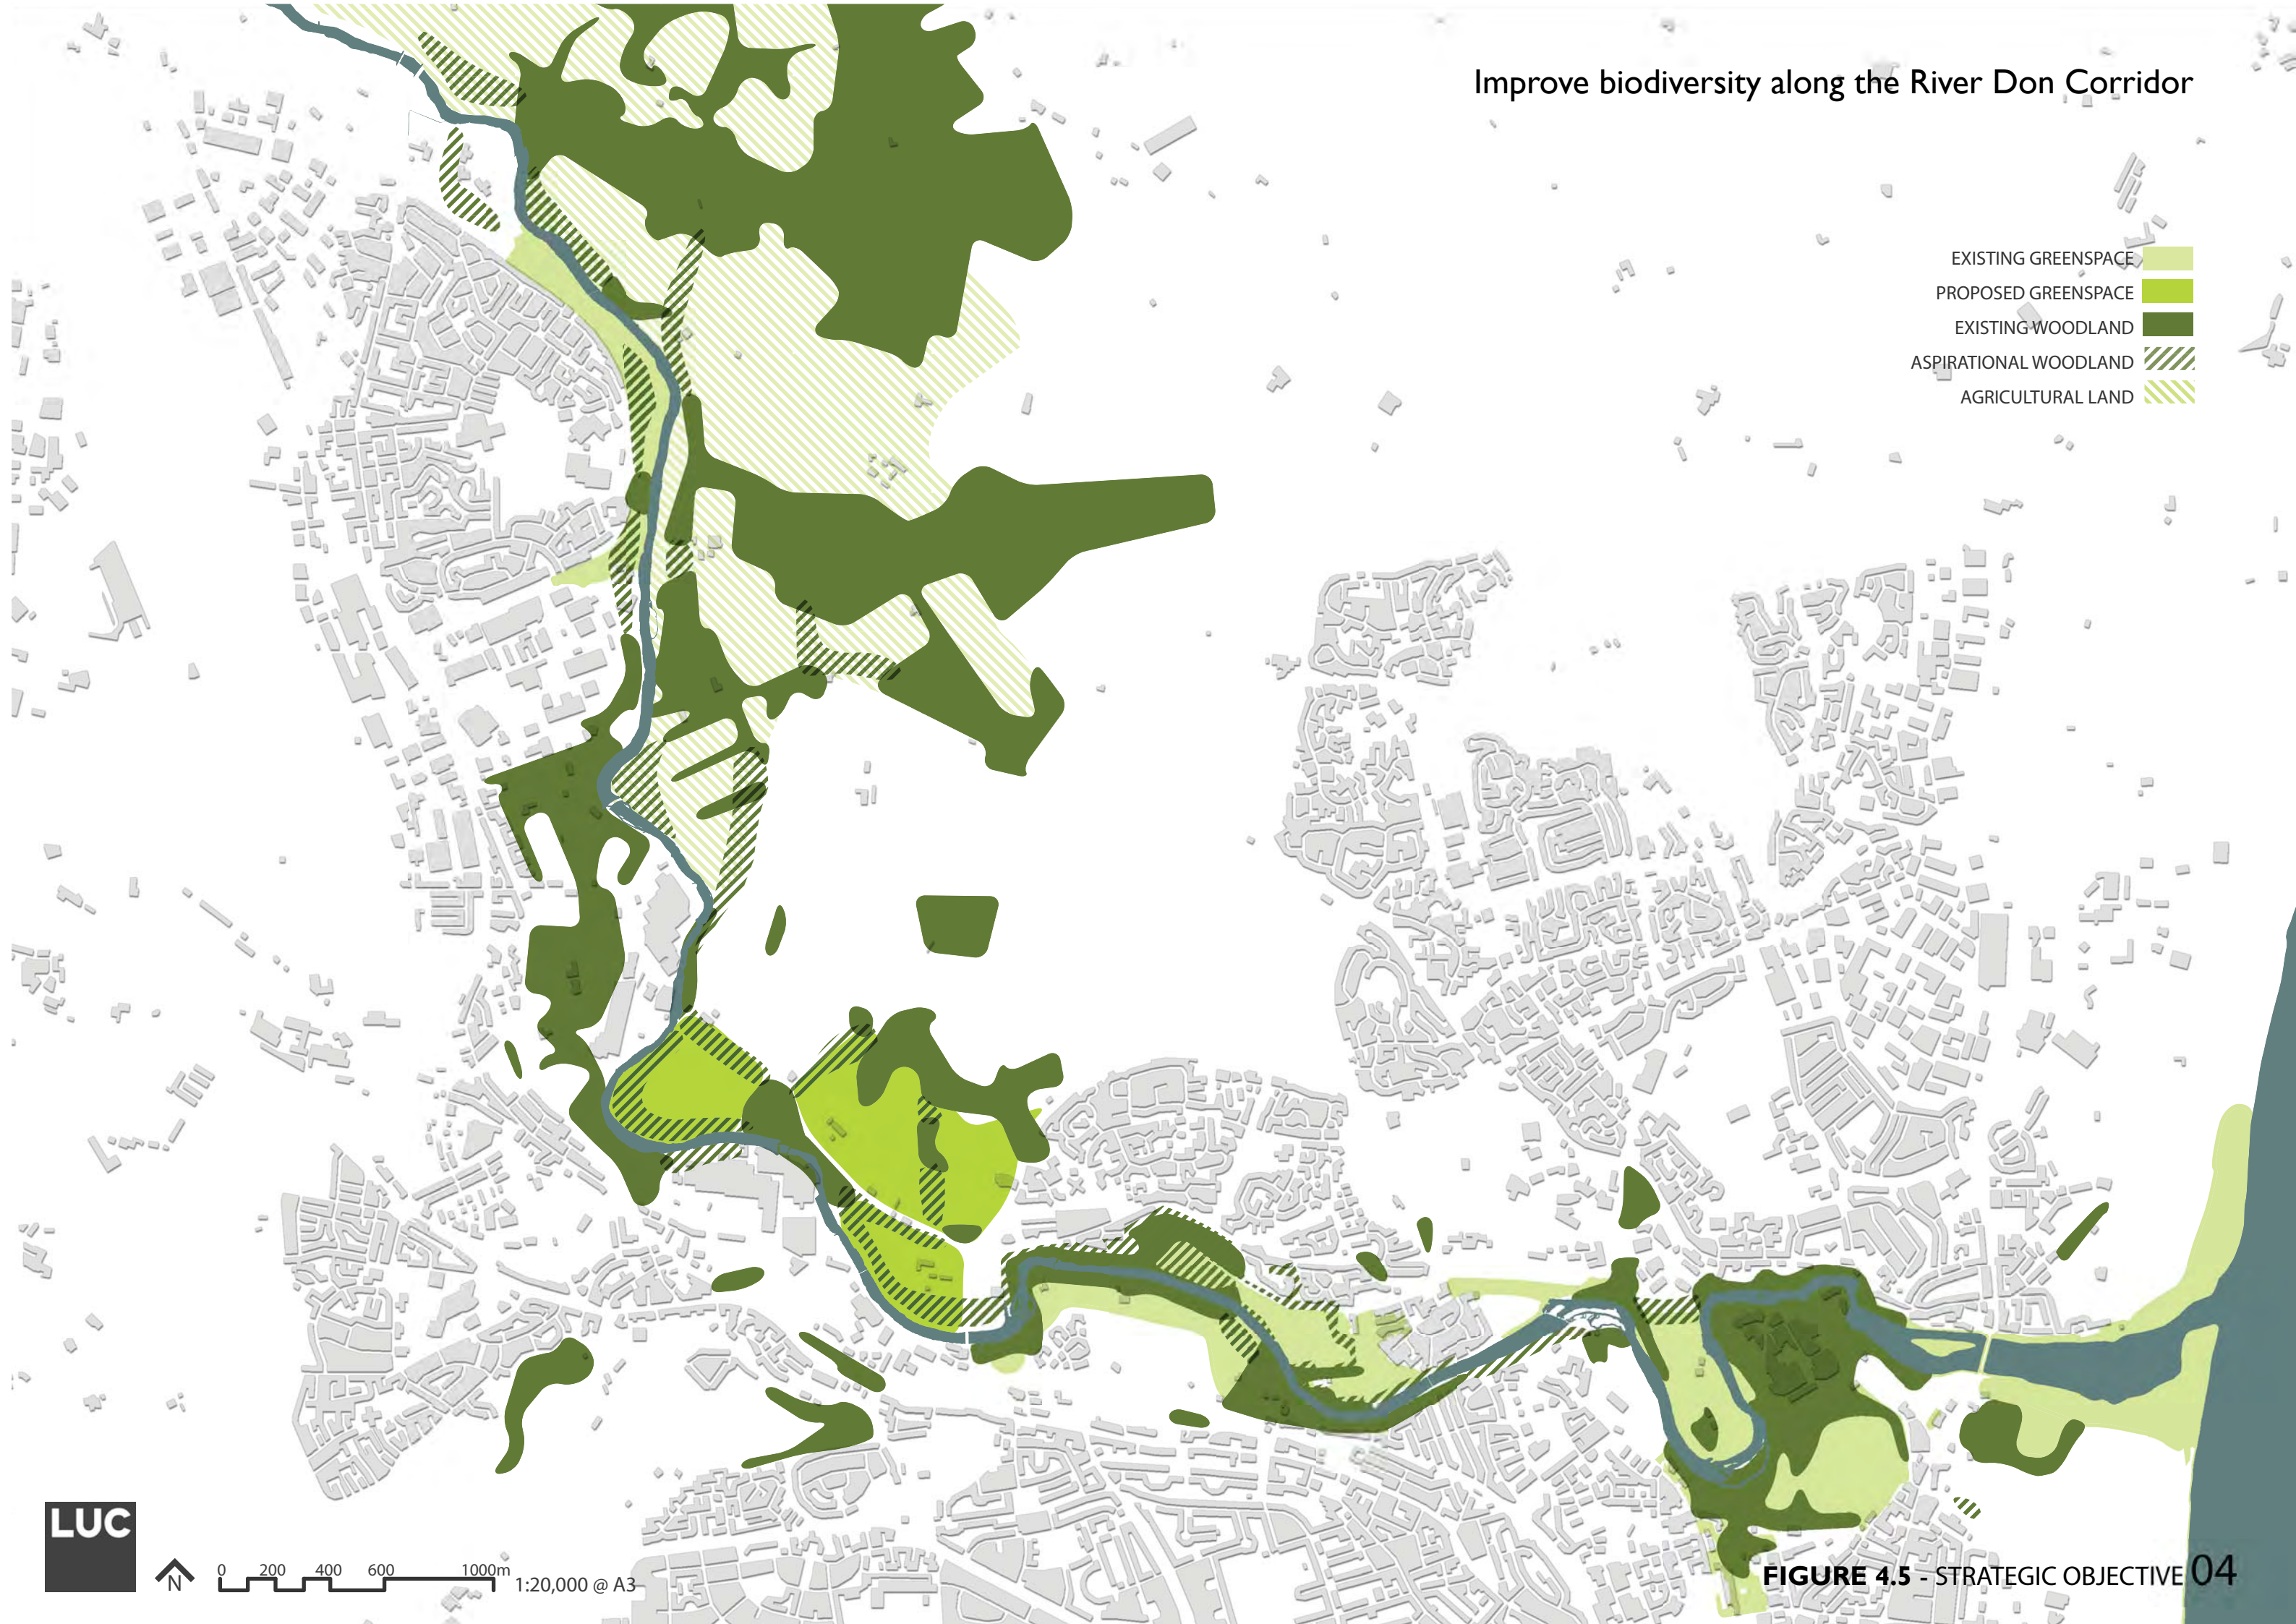 Improve biodiversity along the River Don Corridor
EXISTING GREENSPACE
PROPOSED GREENSPACE
EXISTING WOODLAND
ASPIRATIONAL WOODLAND
AGRICULTURAL LAND
LUC
N
0 200 400 600 1000m
1:20,000 @ A3
FIGURE 4.5 - STRATEGIC OBJECTIVE 04